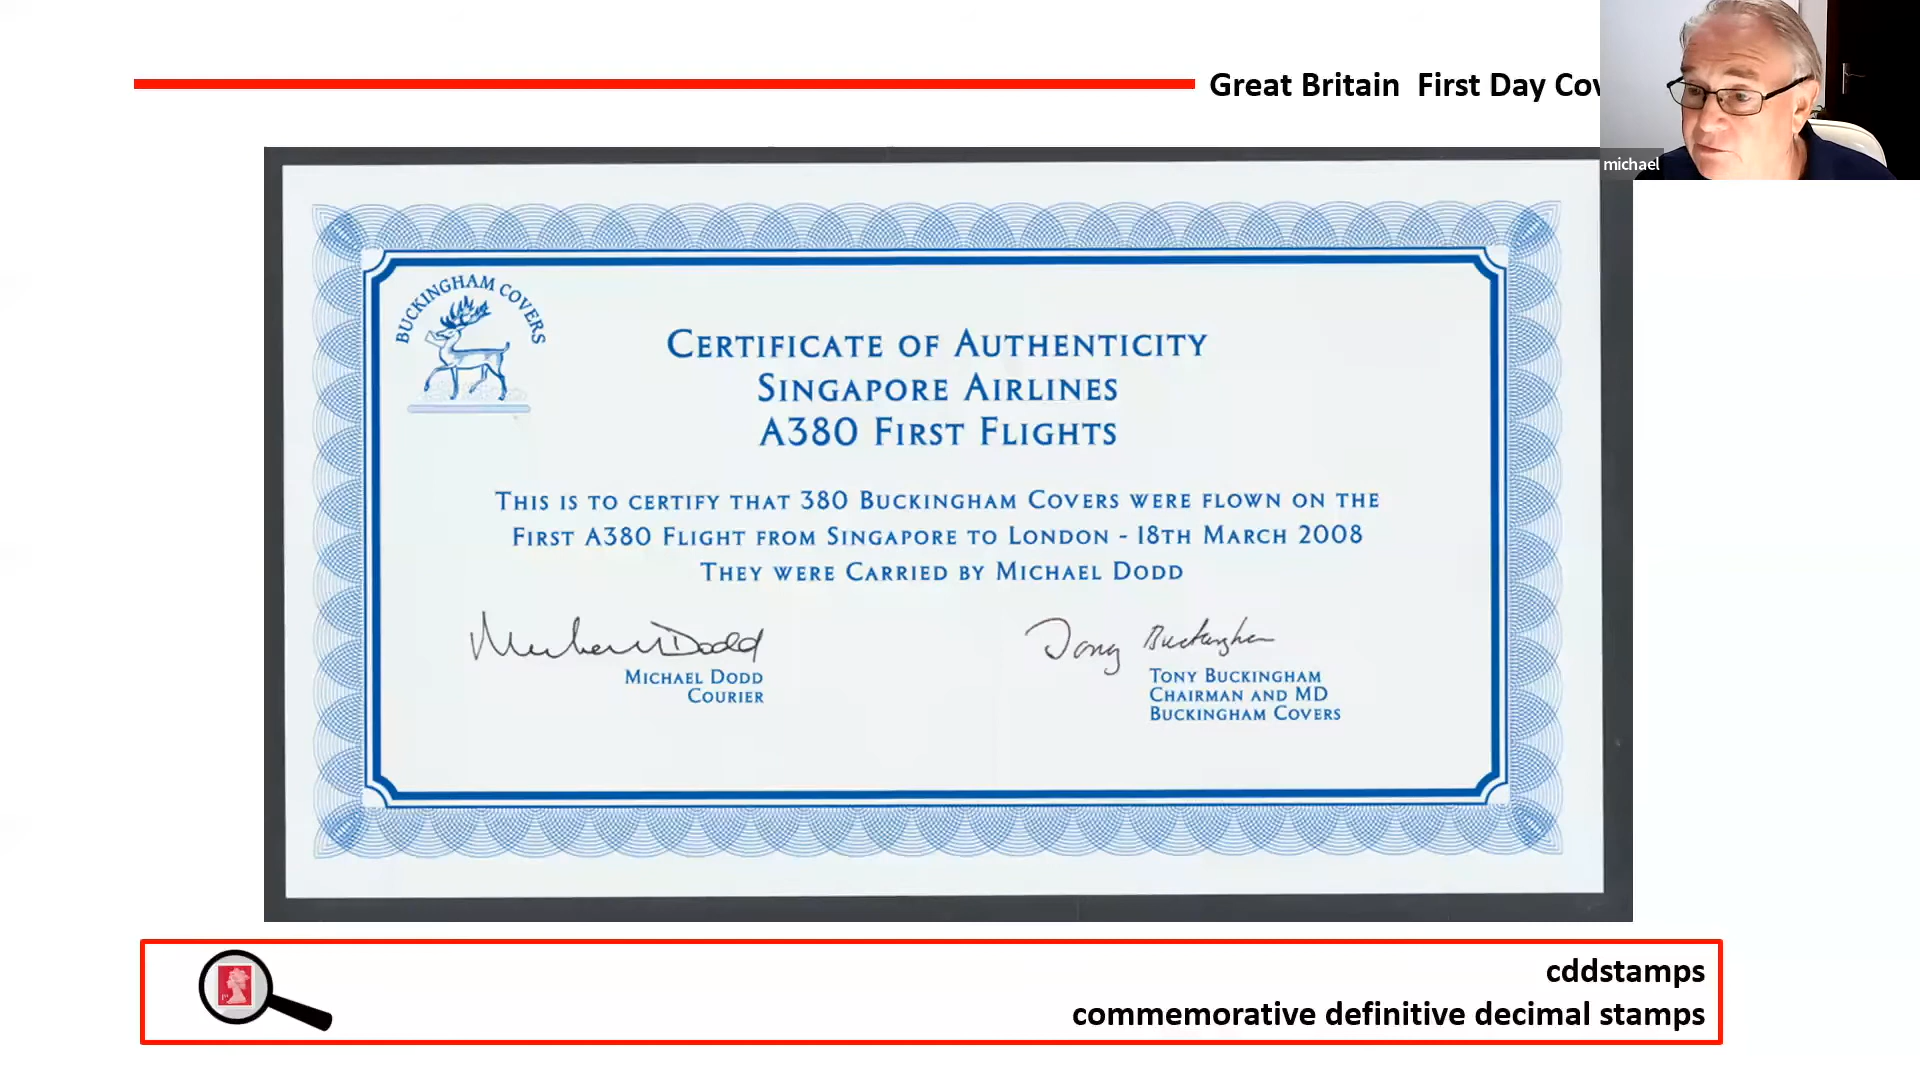 Great Britain First Day Cov
michael
BUCKINGHAM COVERS
CERTIFICATE OF AUTHENTICITY
SINGAPORE AIRLINES
A380 FIRST FLIGHTS
THIS IS TO CERTIFY THAT 380 BUCKINGHAM COVERS WERE FLOWN ON THE
FIRST A380 FLIGHT FROM SINGAPORE TO LONDON - 18TH MARCH 2008
THEY WERE CARRIED BY MICHAEL DODD
Michael Dodd
Tony Buckingham
MICHAEL DODD
COURIER
TONY BUCKINGHAM
CHAIRMAN AND MD
BUCKINGHAM COVERS
cddstamps
commemorative definitive decimal stamps